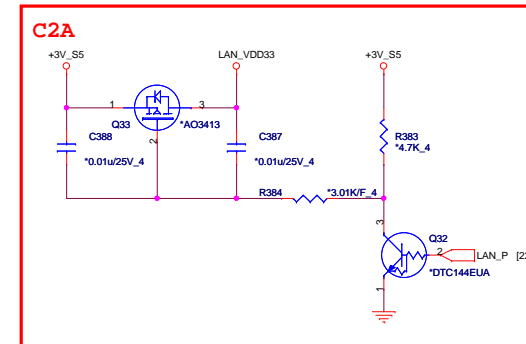 C2A
+3V_S5 LAN_VDD33 +3V_S5
1 3
Q33 *AO3413
2
C388 C387 R383
*0.01u/25V_4 *0.01u/25V_4 *4.7K_4
R384 *3.01K/F_4
3
Q32
2 LAN_P [22
*DTC144EUA
1